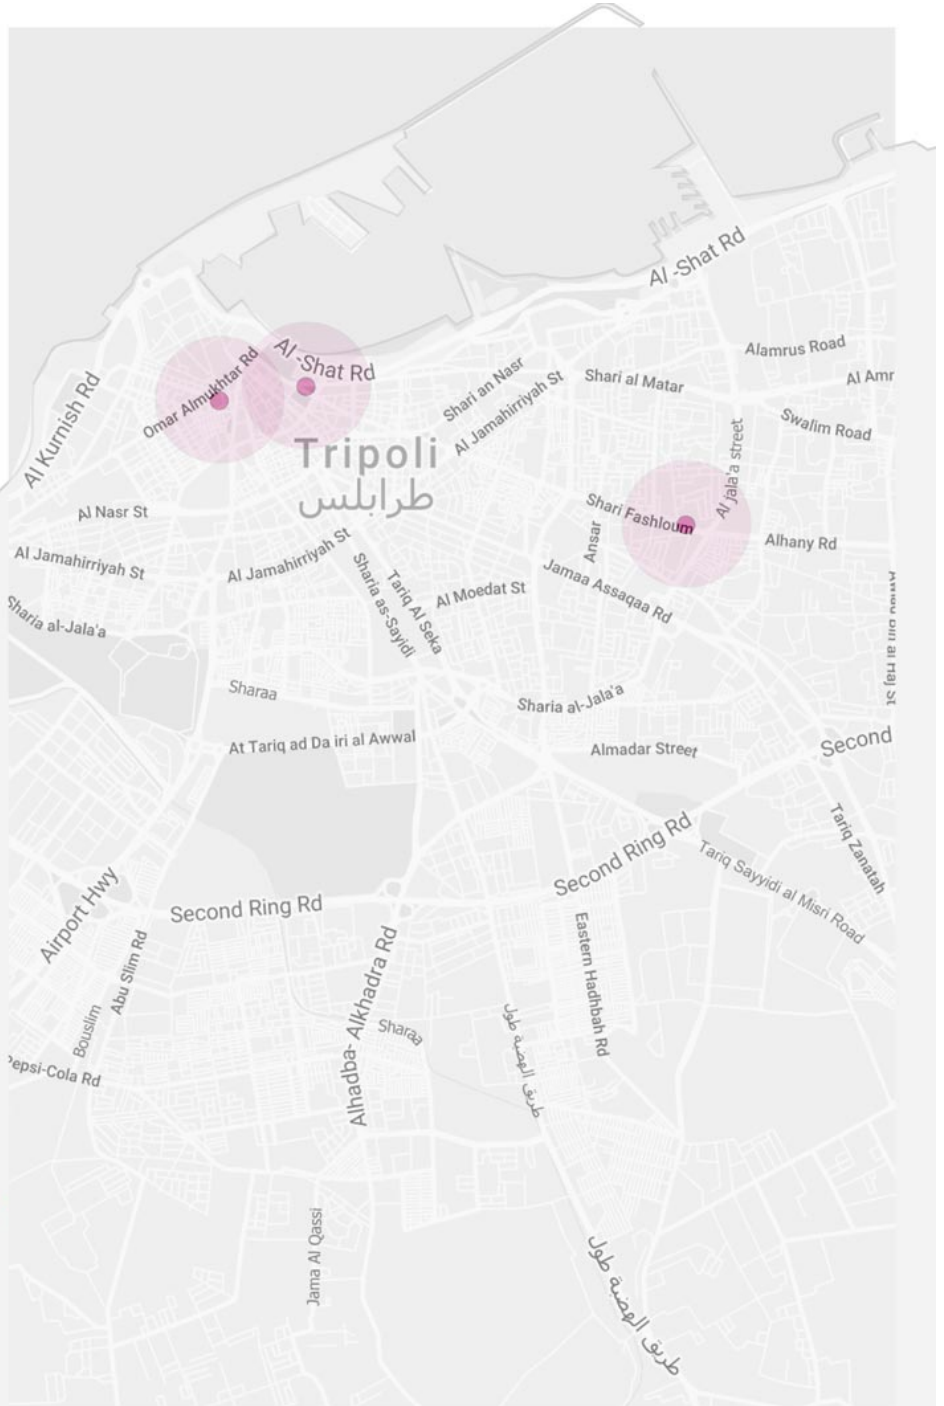 Al -Shat Rd
Alamrus Road
Al -Shat Rd
Omar Almukhtar Rd
Al Kurnish Rd
Shari an Nasr
Al Jamahirriyah St
Shari al Matar
Al Amr
Swalim Road
Al jala'a street
Tripoli
طرابلس
Al Nasr St
Shari Fashloum
Ansar
Alhany Rd
Al Jamahirriyah St
Al Jamahirriyah St
Sharia as-Sayidi
Tariq Al Seka
Al Moedat St
Jamaa Assaqaa Rd
Sharia al-Jala'a
Sharaa
Sharia al-Jala'a
At Tariq ad Da iri al Awwal
Almadar Street
Second
Second Ring Rd
Tariq Zanatah
Tariq Sayyidi al Misri Road
Airport Hwy
Second Ring Rd
Abu Slim Rd
Bouslim
Alhadba- Alkhadra Rd
Sharaa
Eastern Hadhbah Rd
طريق الهضبة طول
Pepsi-Cola Rd
Jama Al Qassi
طريق الهضبة طول